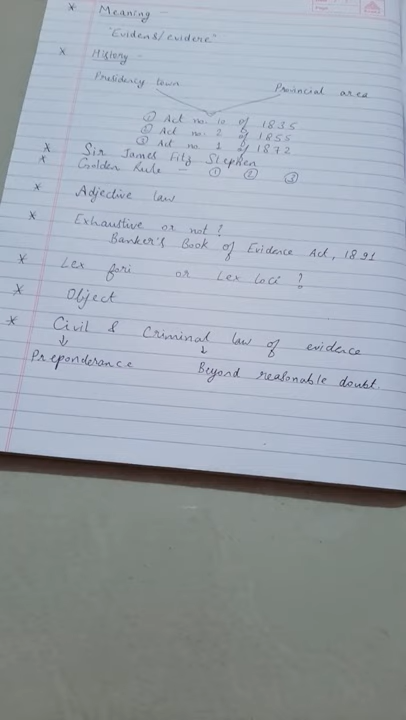 * Meaning -
"Evidens/evidere"
* History -
Presidency town Provincial area
① Act no. 10 of 1835
② Act no. 2 of 1855
③ Act no. 1 of 1872
* Sir James Fitz Stephen
* Golden Rule - ① ② ③
* Adjective law
* Exhaustive or not?
Banker's Book of Evidence Act, 1891
* Lex fori or Lex loci?
* Object
* Civil & Criminal law of evidence
↓ ↓
Preponderance Beyond reasonable doubt.